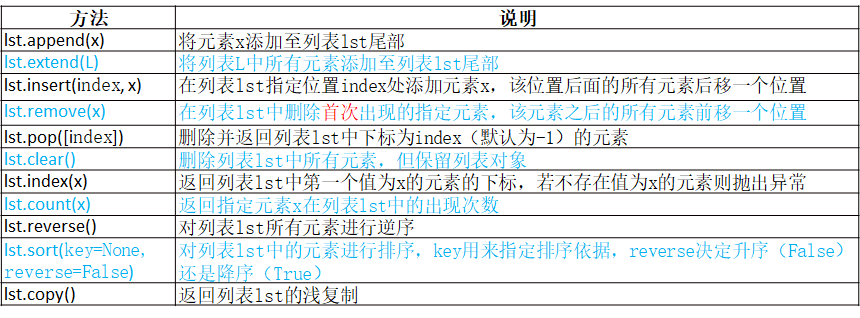 方法 说明
lst.append(x) 将元素x添加至列表lst尾部
lst.extend(L) 将列表L中所有元素添加至列表lst尾部
lst.insert(index, x) 在列表lst指定位置index处添加元素x，该位置后面的所有元素后移一个位置
lst.remove(x) 在列表lst中删除首次出现的指定元素，该元素之后的所有元素前移一个位置
lst.pop([index]) 删除并返回列表lst中下标为index（默认为-1）的元素
lst.clear() 删除列表lst中所有元素，但保留列表对象
lst.index(x) 返回列表lst中第一个值为x的元素的下标，若不存在值为x的元素则抛出异常
lst.count(x) 返回指定元素x在列表lst中的出现次数
lst.reverse() 对列表lst所有元素进行逆序
lst.sort(key=None, 对列表lst中的元素进行排序，key用来指定排序依据，reverse决定升序（False）
reverse=False) 还是降序（True）
lst.copy() 返回列表lst的浅复制